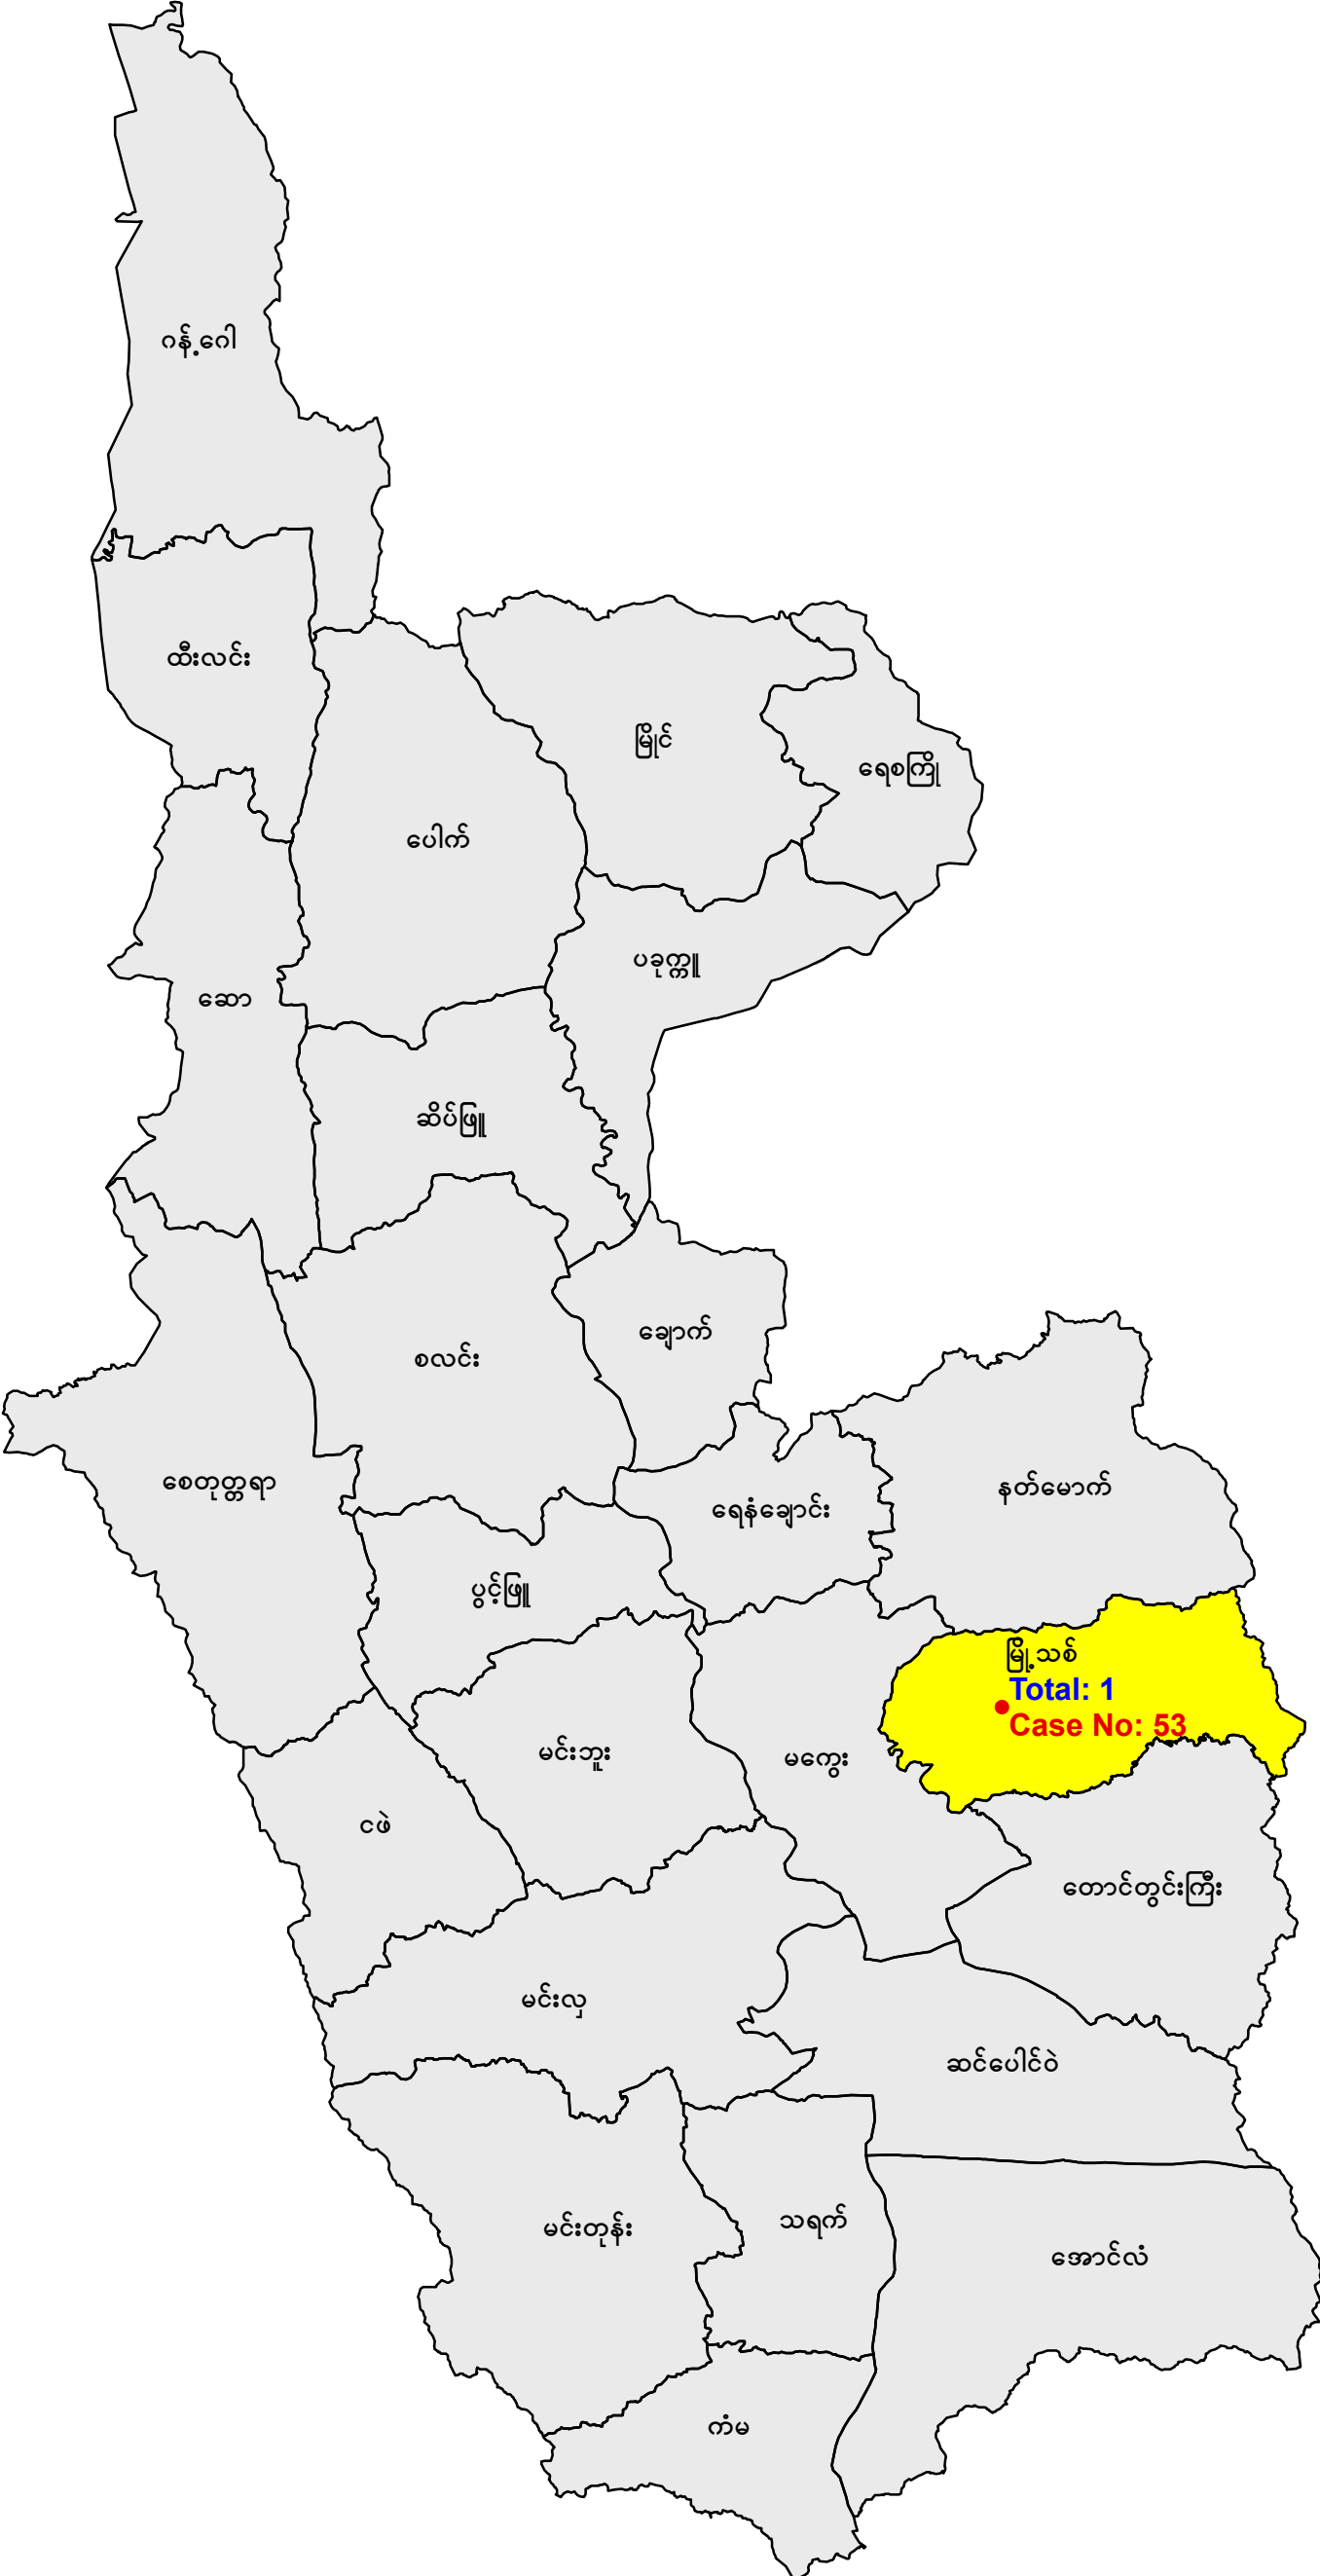 ဂန့်ဂေါ
ထီးလင်း
မြိုင်
ရေစကြို
ပေါက်
ပခုက္ကူ
ဆော
ဆိပ်ဖြူ
ချောက်
စလင်း
စေတုတ္တရာ
နတ်မောက်
ရေနံချောင်း
ပွင့်ဖြူ
မြို့သစ်
Total: 1
Case No: 53
မင်းဘူး
မကွေး
ငဖဲ
တောင်တွင်းကြီး
မင်းလှ
ဆင်ပေါင်ဝဲ
သရက်
မင်းတုန်း
အောင်လံ
ကံမ